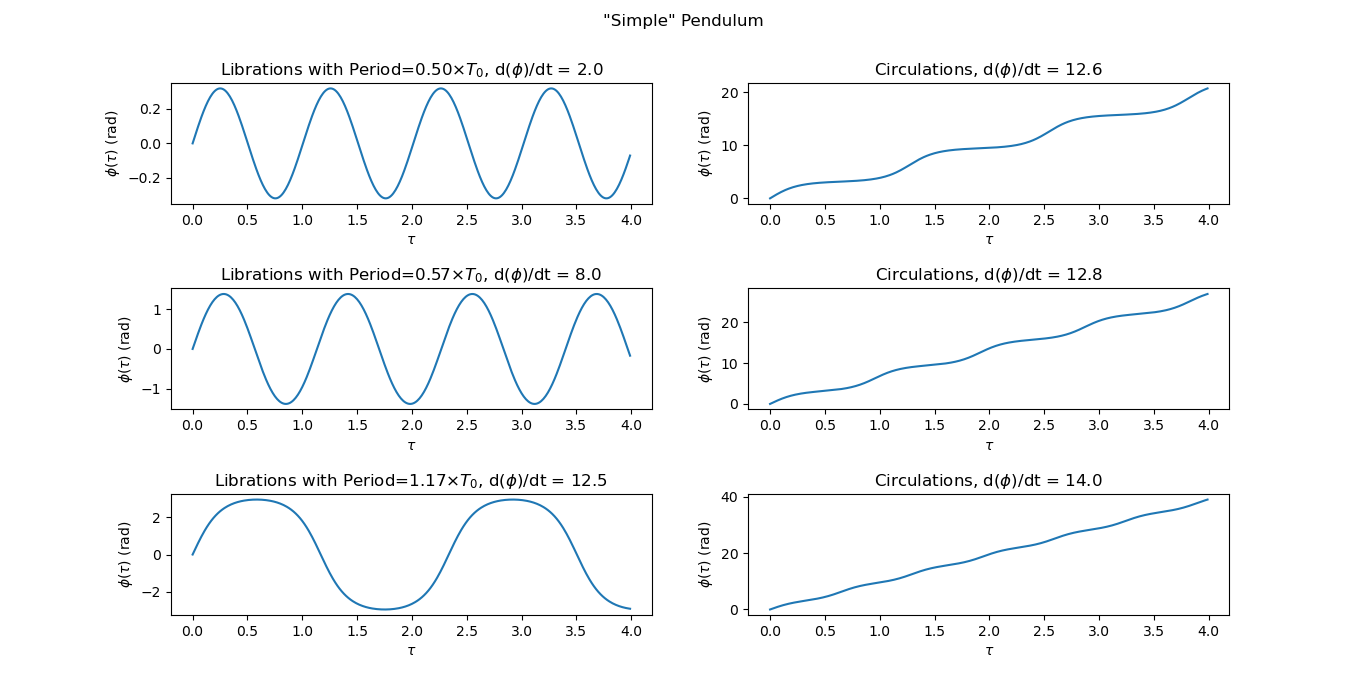 "Simple" Pendulum
Librations with Period=0.50×T₀, d(ϕ)/dt = 2.0
ϕ(τ) (rad)
0.2
0.0
−0.2
0.0 0.5 1.0 1.5 2.0 2.5 3.0 3.5 4.0
τ
Circulations, d(ϕ)/dt = 12.6
ϕ(τ) (rad)
20
10
0
0.0 0.5 1.0 1.5 2.0 2.5 3.0 3.5 4.0
τ
Librations with Period=0.57×T₀, d(ϕ)/dt = 8.0
ϕ(τ) (rad)
1
0
−1
0.0 0.5 1.0 1.5 2.0 2.5 3.0 3.5 4.0
τ
Circulations, d(ϕ)/dt = 12.8
ϕ(τ) (rad)
20
10
0
0.0 0.5 1.0 1.5 2.0 2.5 3.0 3.5 4.0
τ
Librations with Period=1.17×T₀, d(ϕ)/dt = 12.5
ϕ(τ) (rad)
2
0
−2
0.0 0.5 1.0 1.5 2.0 2.5 3.0 3.5 4.0
τ
Circulations, d(ϕ)/dt = 14.0
ϕ(τ) (rad)
40
20
0
0.0 0.5 1.0 1.5 2.0 2.5 3.0 3.5 4.0
τ